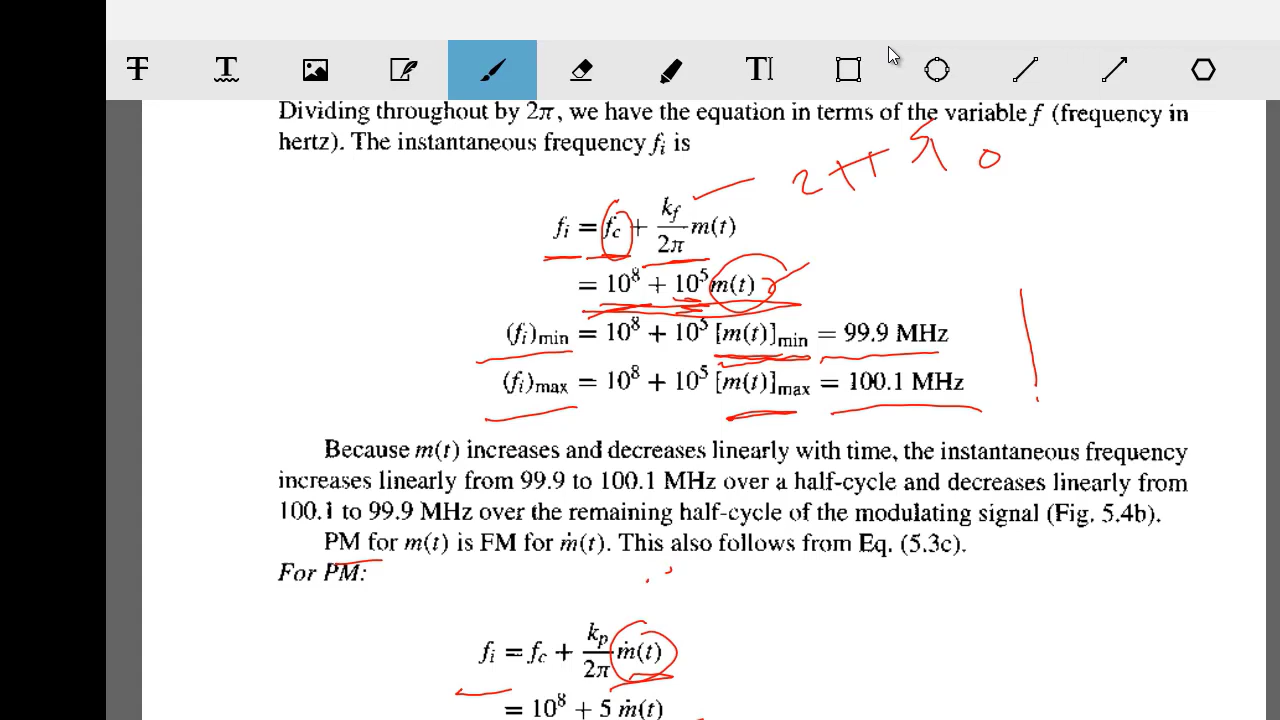 Dividing throughout by 2π, we have the equation in terms of the variable f (frequency in
hertz). The instantaneous frequency fᵢ is
2π
fᵢ = f_c + k_f/2π m(t)
= 10⁸ + 10⁵ m(t)
(fᵢ)min = 10⁸ + 10⁵ [m(t)]min = 99.9 MHz
(fᵢ)max = 10⁸ + 10⁵ [m(t)]max = 100.1 MHz
Because m(t) increases and decreases linearly with time, the instantaneous frequency
increases linearly from 99.9 to 100.1 MHz over a half-cycle and decreases linearly from
100.1 to 99.9 MHz over the remaining half-cycle of the modulating signal (Fig. 5.4b).
PM for m(t) is FM for ṁ(t). This also follows from Eq. (5.3c).
For PM:
fᵢ = f_c + k_p/2π ṁ(t)
= 10⁸ + 5 ṁ(t)